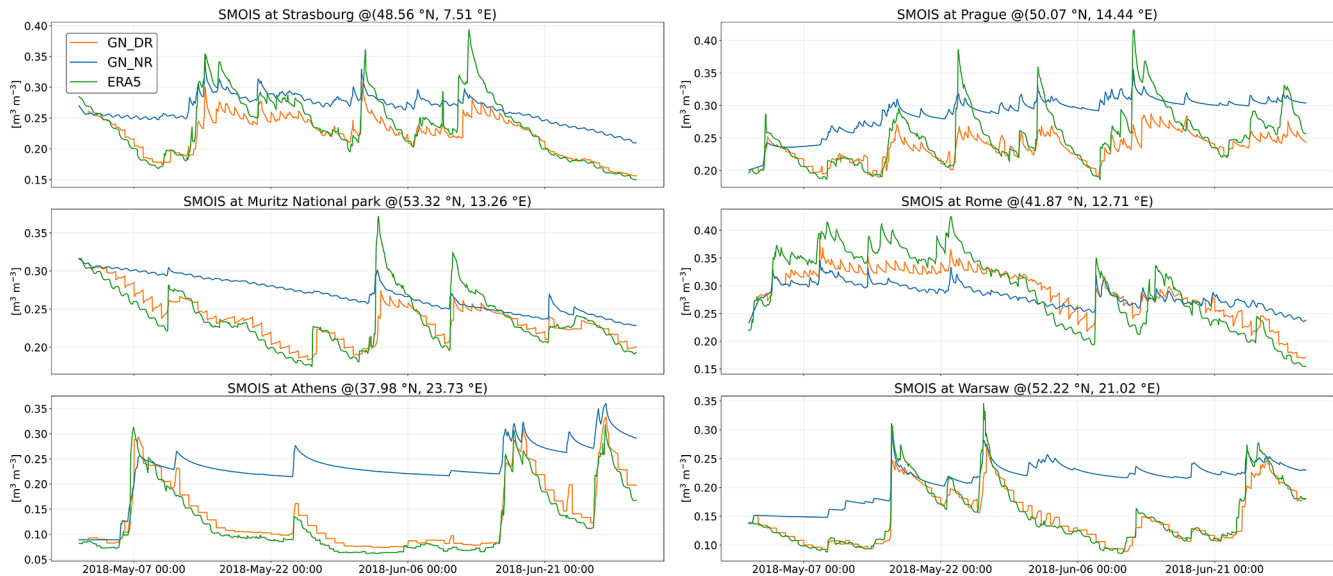 SMOIS at Strasbourg @(48.56 °N, 7.51 °E)
0.40
0.35
0.30
0.25
0.20
0.15
[m³ m⁻³]
GN_DR
GN_NR
ERA5
SMOIS at Prague @(50.07 °N, 14.44 °E)
0.40
0.35
0.30
0.25
0.20
SMOIS at Muritz National park @(53.32 °N, 13.26 °E)
0.35
0.30
0.25
0.20
[m³ m⁻³]
SMOIS at Rome @(41.87 °N, 12.71 °E)
0.40
0.35
0.30
0.25
0.20
0.15
SMOIS at Athens @(37.98 °N, 23.73 °E)
0.35
0.30
0.25
0.20
0.15
0.10
0.05
[m³ m⁻³]
2018-May-07 00:00 2018-May-22 00:00 2018-Jun-06 00:00 2018-Jun-21 00:00
SMOIS at Warsaw @(52.22 °N, 21.02 °E)
0.35
0.30
0.25
0.20
0.15
0.10
2018-May-07 00:00 2018-May-22 00:00 2018-Jun-06 00:00 2018-Jun-21 00:00